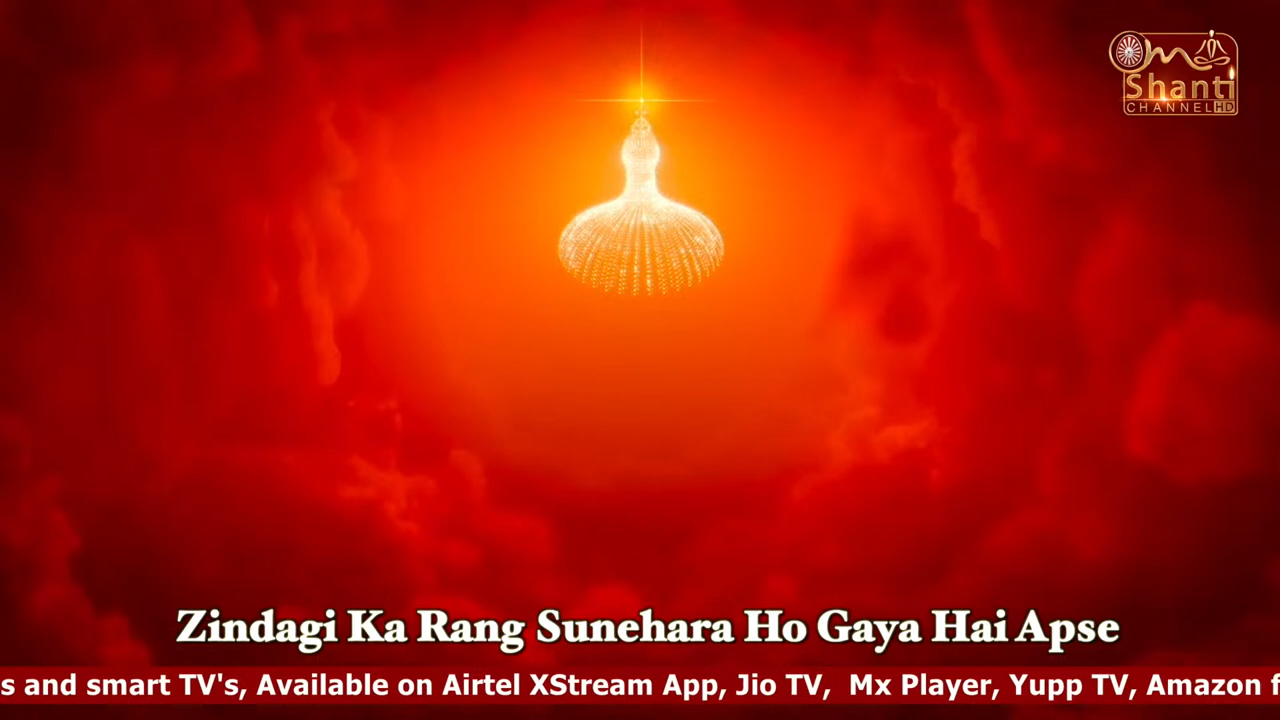 Om
Shanti
CHANNEL HD
Zindagi Ka Rang Sunehara Ho Gaya Hai Apse
s and smart TV's, Available on Airtel XStream App, Jio TV, Mx Player, Yupp TV, Amazon f